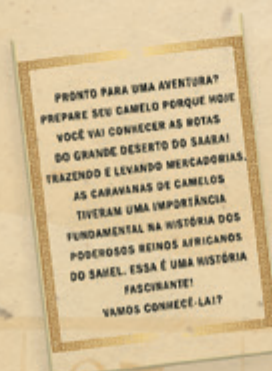 PRONTO PARA UMA AVENTURA?
PREPARE SEU CAMELO PORQUE HOJE
VOCÊ VAI CONHECER AS ROTAS
DO GRANDE DESERTO DO SAARA!
TRAZENDO E LEVANDO MERCADORIAS,
AS CARAVANAS DE CAMELOS
TIVERAM UMA IMPORTÂNCIA
FUNDAMENTAL NA HISTÓRIA DOS
PODEROSOS REINOS AFRICANOS
DO SAHEL. ESSA É UMA HISTÓRIA
FASCINANTE!
VAMOS CONHECÊ-LA!?